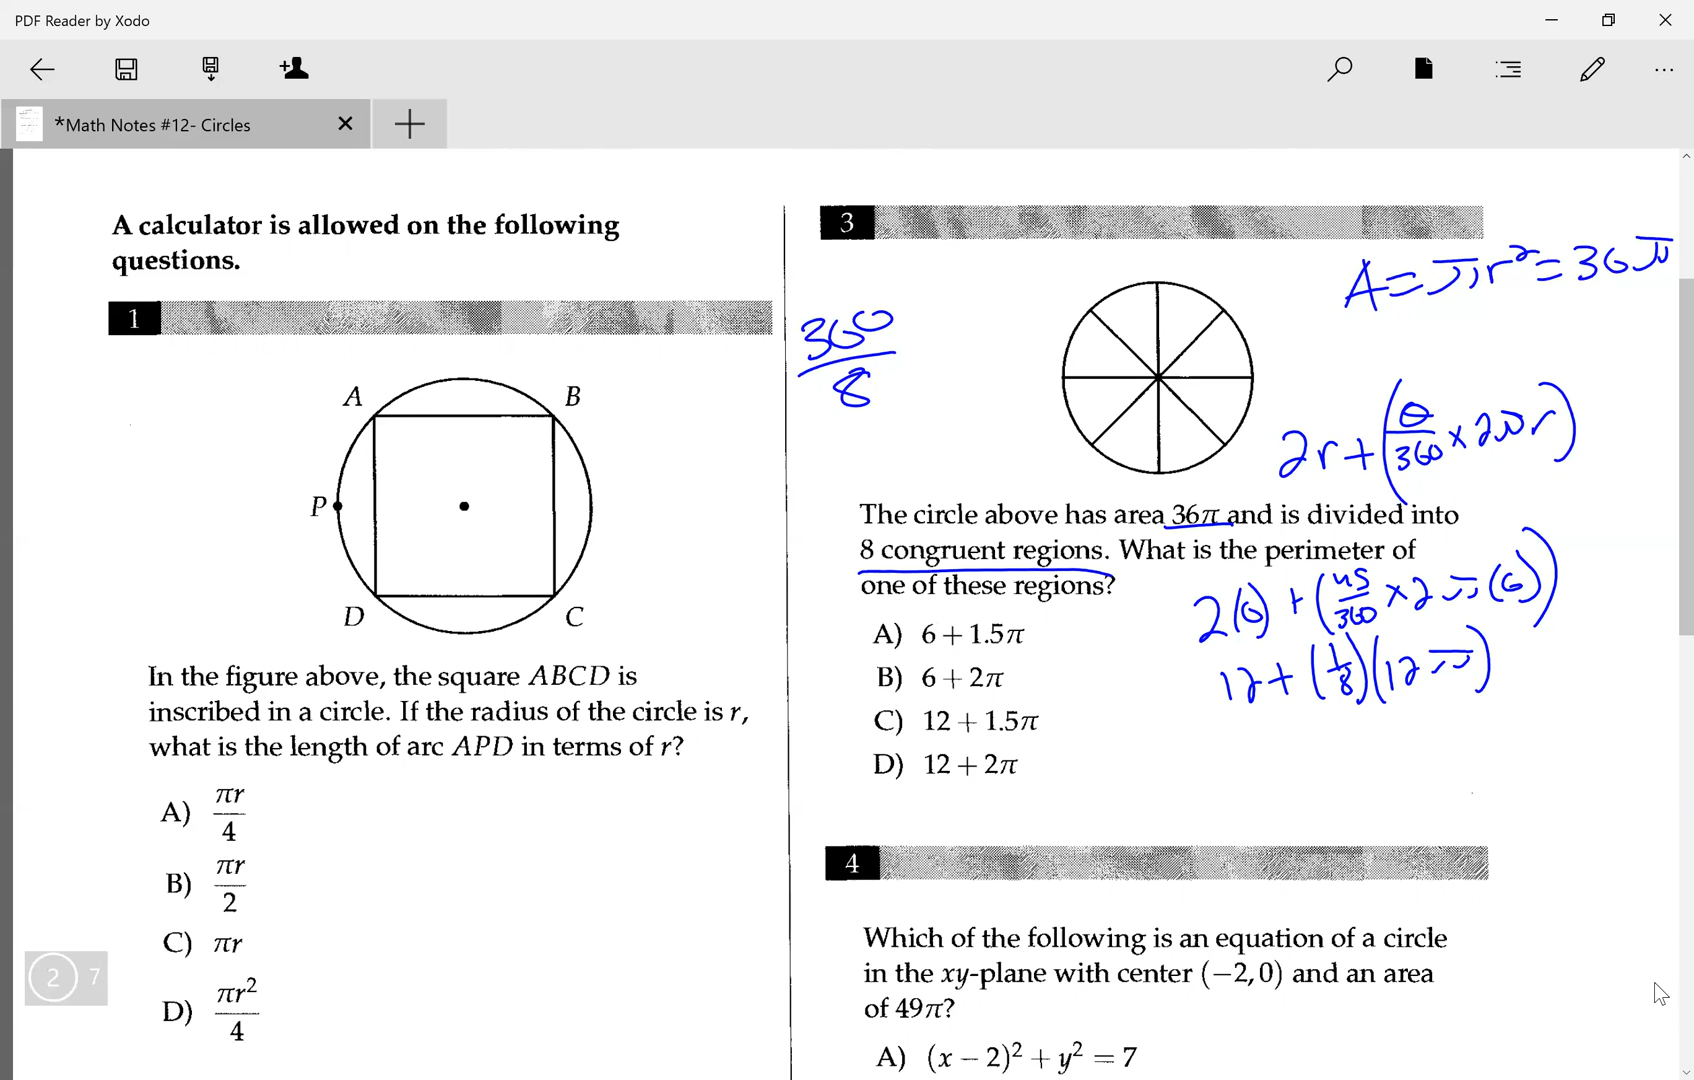 PDF Reader by Xodo
*Math Notes #12- Circles
A calculator is allowed on the following
questions.
1
A
B
P
D
C
In the figure above, the square ABCD is
inscribed in a circle. If the radius of the circle is r,
what is the length of arc APD in terms of r?
A) πr/4
B) πr/2
C) πr
D) πr²/4
2 7
3
A = πr² = 36π
360/8
2r + (θ/360 × 2πr)
The circle above has area 36π and is divided into
8 congruent regions. What is the perimeter of
one of these regions?
2(6) + (45/360 × 2π(6))
12 + (1/8)(12π)
A) 6 + 1.5π
B) 6 + 2π
C) 12 + 1.5π
D) 12 + 2π
4
Which of the following is an equation of a circle
in the xy-plane with center (−2, 0) and an area
of 49π?
A) (x − 2)² + y² = 7